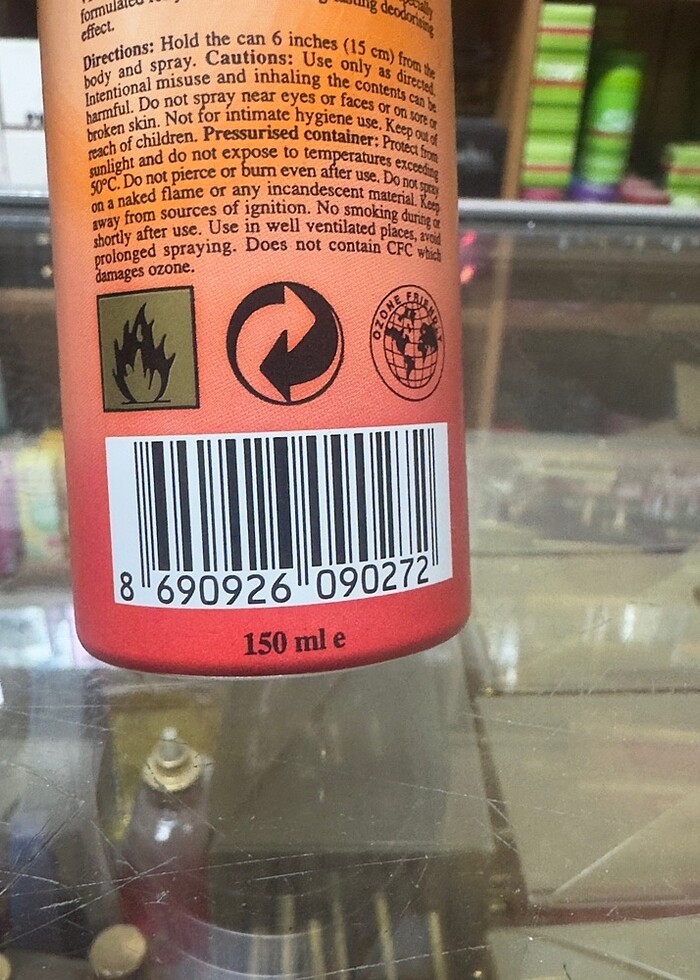 formulated
lasting deodorising
effect.
Directions: Hold the can 6 inches (15 cm) from the
body and spray. Cautions: Use only as directed.
Intentional misuse and inhaling the contents can be
harmful. Do not spray near eyes or faces or on sore or
broken skin. Not for intimate hygiene use. Keep out of
reach of children. Pressurised container: Protect from
sunlight and do not expose to temperatures exceeding
50°C. Do not pierce or burn even after use. Do not spray
on a naked flame or any incandescent material. Keep
away from sources of ignition. No smoking during or
shortly after use. Use in well ventilated places, avoid
prolonged spraying. Does not contain CFC which
damages ozone.
OZONE FRIENDLY
8 690926 090272
150 ml e